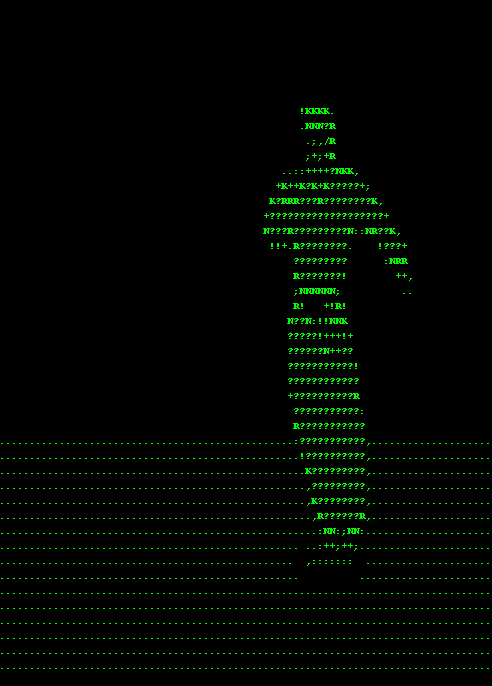 !KKKK.
.NNN?R
.;,/R
;+;+R
..::++++?NKK,
+K++K?K+K?????+;
K?RRR???R????????K,
+???????????????????+
N???R?????????N::NR??K,
!!+.R????????.    !???+
?????????      :NRR
R???????!        ++,
;NNNNNN;          ..
R!   +!R!
N??N:!!NNK
?????!+++!+
??????N++??
???????????!
????????????
+??????????R
???????????:
R???????????
.................................................:???????????,....................
..................................................!??????????,....................
...................................................K?????????,....................
...................................................,?????????,....................
...................................................,K????????,....................
....................................................,R??????R,....................
.....................................................:NN:;NN:.....................
.................................................. ..:++;++;......................
.................................................  ,:::::::  .....................
..................................................          ......................
..................................................................................
..................................................................................
..................................................................................
..................................................................................
..................................................................................
..................................................................................